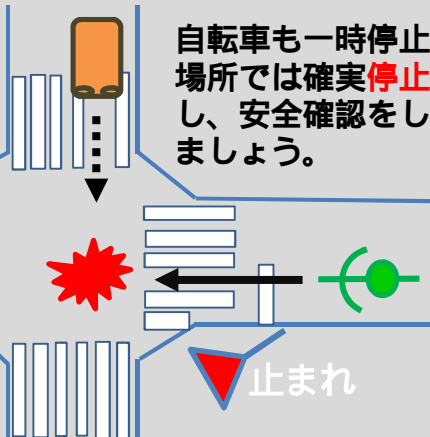 自転車も一時停止
場所では確実停止
し、安全確認をし
ましょう。
止まれ